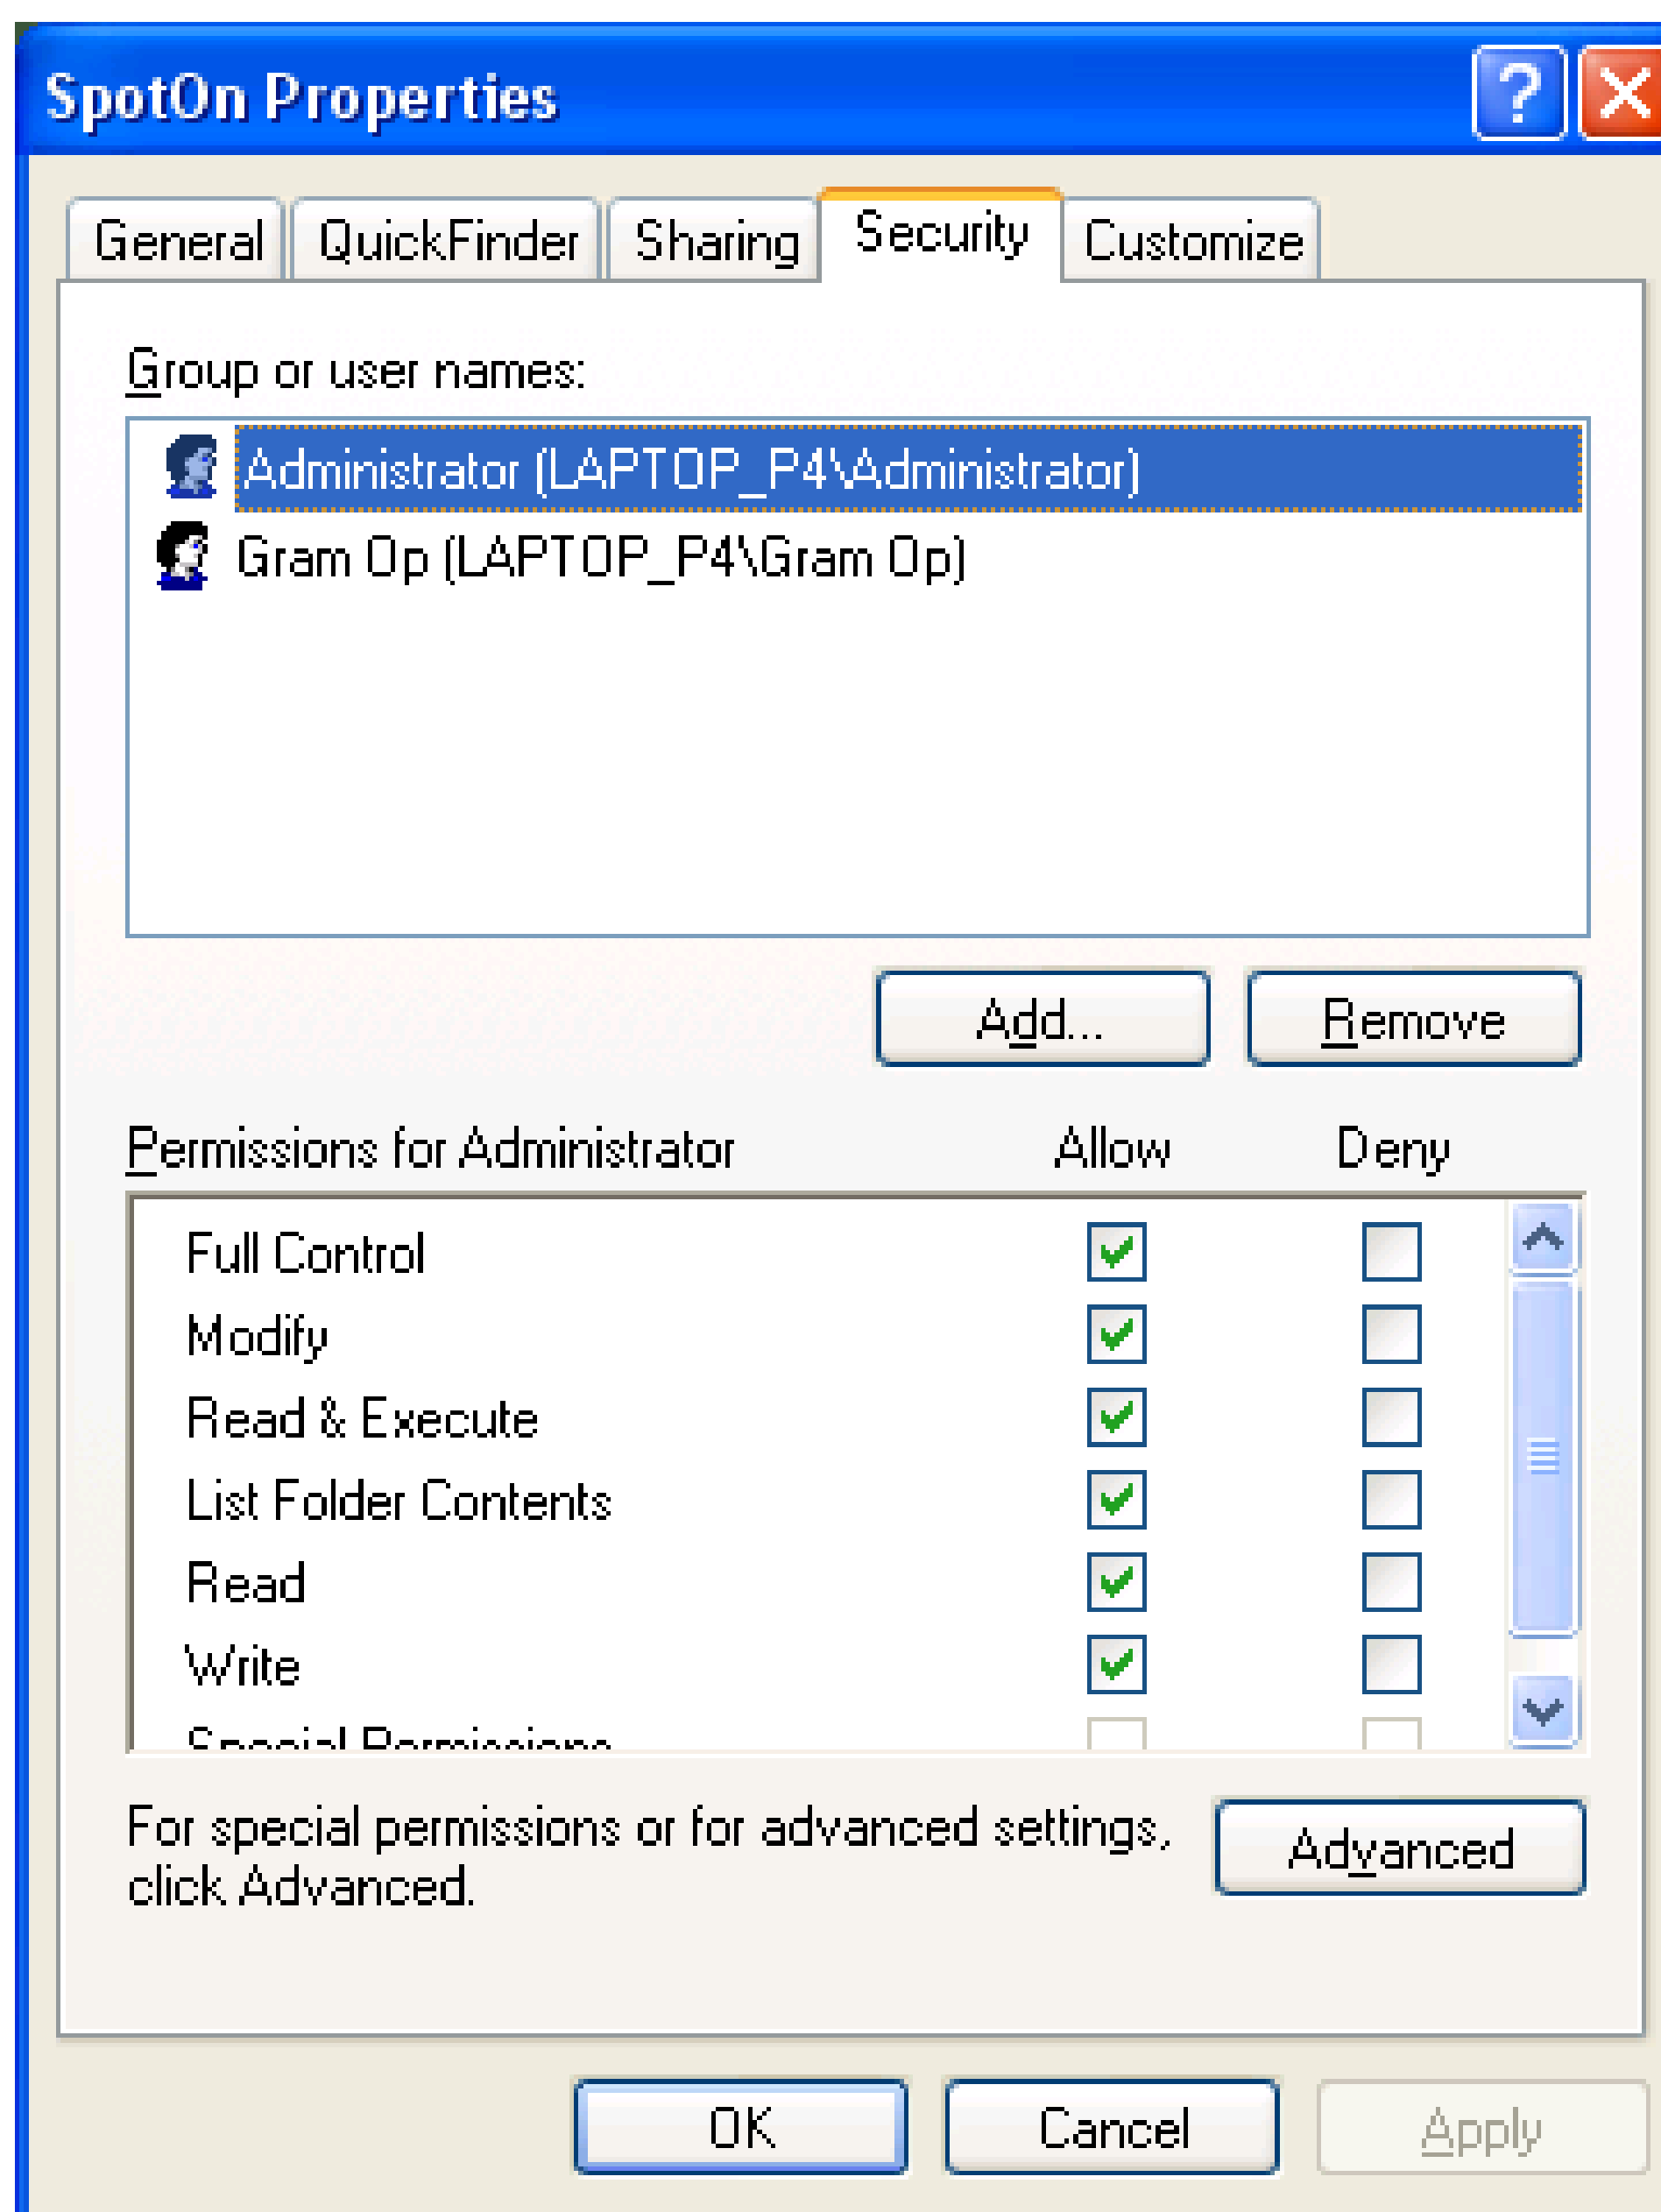 SpotOn Properties
General QuickFinder Sharing Security Customize
Group or user names:
Administrator (LAPTOP_P4\Administrator)
Gram Op (LAPTOP_P4\Gram Op)
Add... Remove
Permissions for Administrator Allow Deny
Full Control
Modify
Read & Execute
List Folder Contents
Read
Write
Special Permissions
For special permissions or for advanced settings, Advanced
click Advanced.
OK Cancel Apply